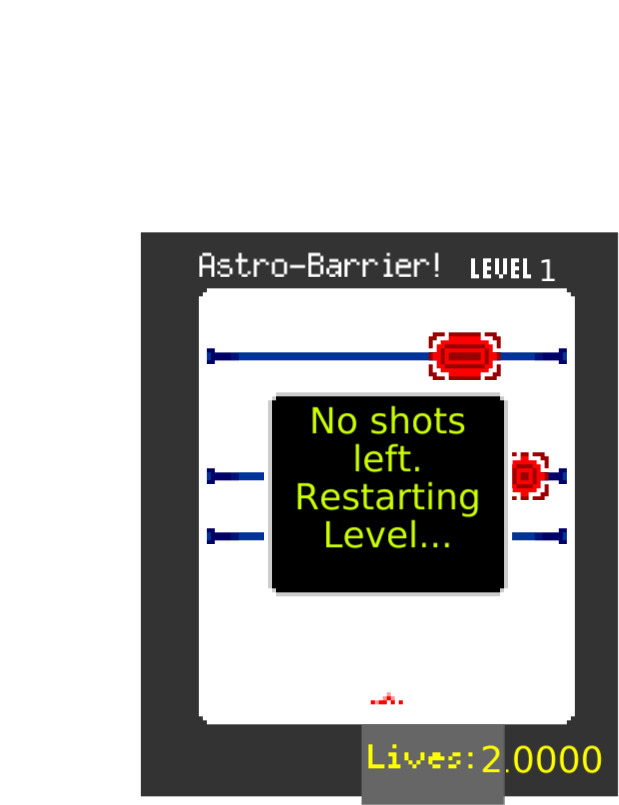 Astro-Barrier! LEVEL 1
No shots
left.
Restarting
Level...
Lives: 2.0000